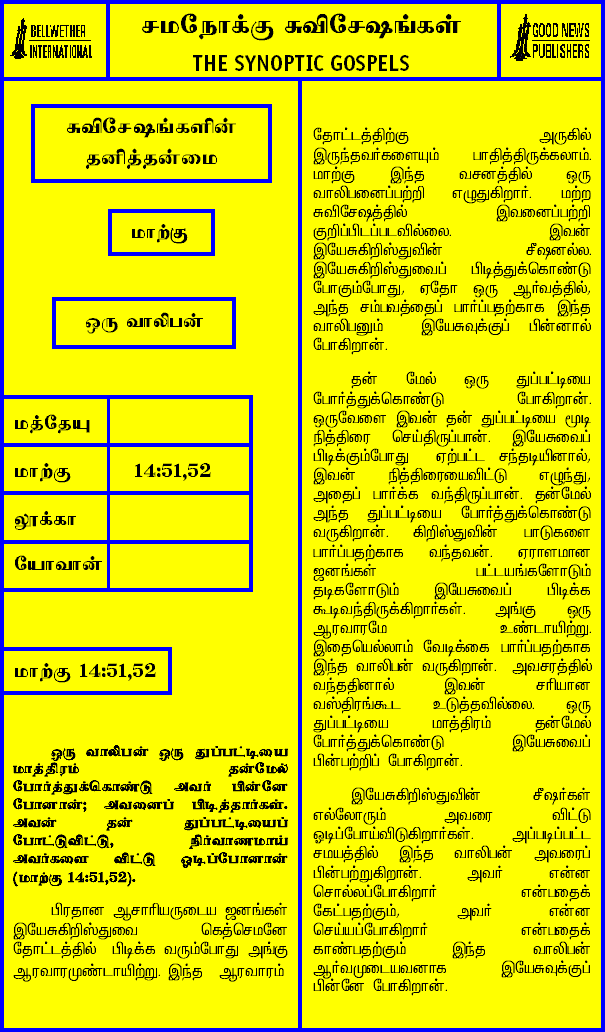 BELLWETHER
INTERNATIONAL
சமநோக்கு சுவிசேஷங்கள்
THE SYNOPTIC GOSPELS
GOOD NEWS
PUBLISHERS
சுவிசேஷங்களின்
தனித்தன்மை
மாற்கு
ஒரு வாலிபன்
மத்தேயு
மாற்கு 14:51,52
லூக்கா
யோவான்
மாற்கு 14:51,52
ஒரு வாலிபன் ஒரு துப்பட்டியை
மாத்திரம் தன்மேல்
போர்த்துக்கொண்டு அவர் பின்னே
போனான்; அவனைப் பிடித்தார்கள்.
அவன் தன் துப்பட்டியைப்
போட்டுவிட்டு, நிர்வாணமாய்
அவர்களை விட்டு ஓடிப்போனான்
(மாற்கு 14:51,52).
பிரதான ஆசாரியருடைய ஜனங்கள்
இயேசுகிறிஸ்துவை கெத்செமனே
தோட்டத்தில் பிடிக்க வரும்போது அங்கு
ஆரவாரமுண்டாயிற்று. இந்த ஆரவாரம்
தோட்டத்திற்கு அருகில்
இருந்தவர்களையும் பாதித்திருக்கலாம்.
மாற்கு இந்த வசனத்தில் ஒரு
வாலிபனைப்பற்றி எழுதுகிறார். மற்ற
சுவிசேஷத்தில் இவனைப்பற்றி
குறிப்பிடப்படவில்லை. இவன்
இயேசுகிறிஸ்துவின் சீஷனல்ல.
இயேசுகிறிஸ்துவைப் பிடித்துக்கொண்டு
போகும்போது, ஏதோ ஒரு ஆர்வத்தில்,
அந்த சம்பவத்தைப் பார்ப்பதற்காக இந்த
வாலிபனும் இயேசுவுக்குப் பின்னால்
போகிறான்.
தன் மேல் ஒரு துப்பட்டியை
போர்த்துக்கொண்டு போகிறான்.
ஒருவேளை இவன் தன் துப்பட்டியை மூடி
நித்திரை செய்திருப்பான். இயேசுவைப்
பிடிக்கும்போது ஏற்பட்ட சந்தடியினால்,
இவன் நித்திரையைவிட்டு எழுந்து,
அதைப் பார்க்க வந்திருப்பான். தன்மேல்
அந்த துப்பட்டியை போர்த்துக்கொண்டு
வருகிறான். கிறிஸ்துவின் பாடுகளை
பார்ப்பதற்காக வந்தவன். ஏராளமான
ஜனங்கள் பட்டயங்களோடும்
தடிகளோடும் இயேசுவைப் பிடிக்க
கூடிவந்திருக்கிறார்கள். அங்கு ஒரு
ஆரவாரமே உண்டாயிற்று.
இதையெல்லாம் வேடிக்கை பார்ப்பதற்காக
இந்த வாலிபன் வருகிறான். அவசரத்தில்
வந்ததினால் இவன் சரியான
வஸ்திரங்கூட உடுத்தவில்லை. ஒரு
துப்பட்டியை மாத்திரம் தன்மேல்
போர்த்துக்கொண்டு இயேசுவைப்
பின்பற்றிப் போகிறான்.
இயேசுகிறிஸ்துவின் சீஷர்கள்
எல்லோரும் அவரை விட்டு
ஓடிப்போய்விடுகிறார்கள். அப்படிப்பட்ட
சமயத்தில் இந்த வாலிபன் அவரைப்
பின்பற்றுகிறான். அவர் என்ன
சொல்லப்போகிறார் என்பதைக்
கேட்பதற்கும், அவர் என்ன
செய்யப்போகிறார் என்பதைக்
காண்பதற்கும் இந்த வாலிபன்
ஆர்வமுடையவனாக இயேசுவுக்குப்
பின்னே போகிறான்.